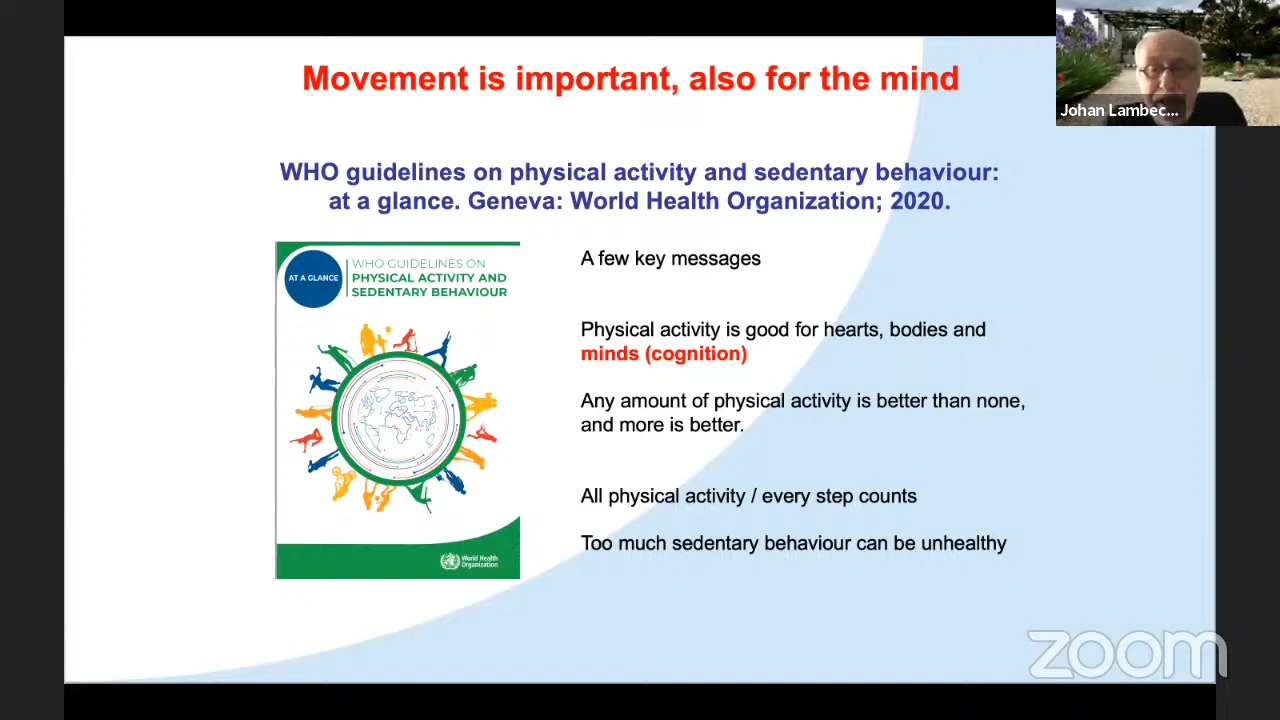 Movement is important, also for the mind
Johan Lambec...
WHO guidelines on physical activity and sedentary behaviour:
at a glance. Geneva: World Health Organization; 2020.
AT A GLANCE
WHO GUIDELINES ON
PHYSICAL ACTIVITY AND
SEDENTARY BEHAVIOUR
World Health
Organization
A few key messages
Physical activity is good for hearts, bodies and
minds (cognition)
Any amount of physical activity is better than none,
and more is better.
All physical activity / every step counts
Too much sedentary behaviour can be unhealthy
zoom